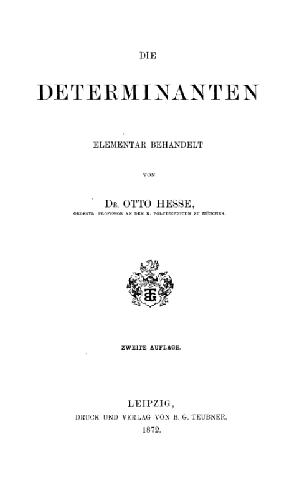 DIE
DETERMINANTEN
ELEMENTAR BEHANDELT
VON
DR. OTTO HESSE,
ORDENTL. PROFESSOR AN DEM K. POLYTECHNIKUM ZU MÜNCHEN.
ZWEITE AUFLAGE.
LEIPZIG,
DRUCK UND VERLAG VON B. G. TEUBNER.
1872.